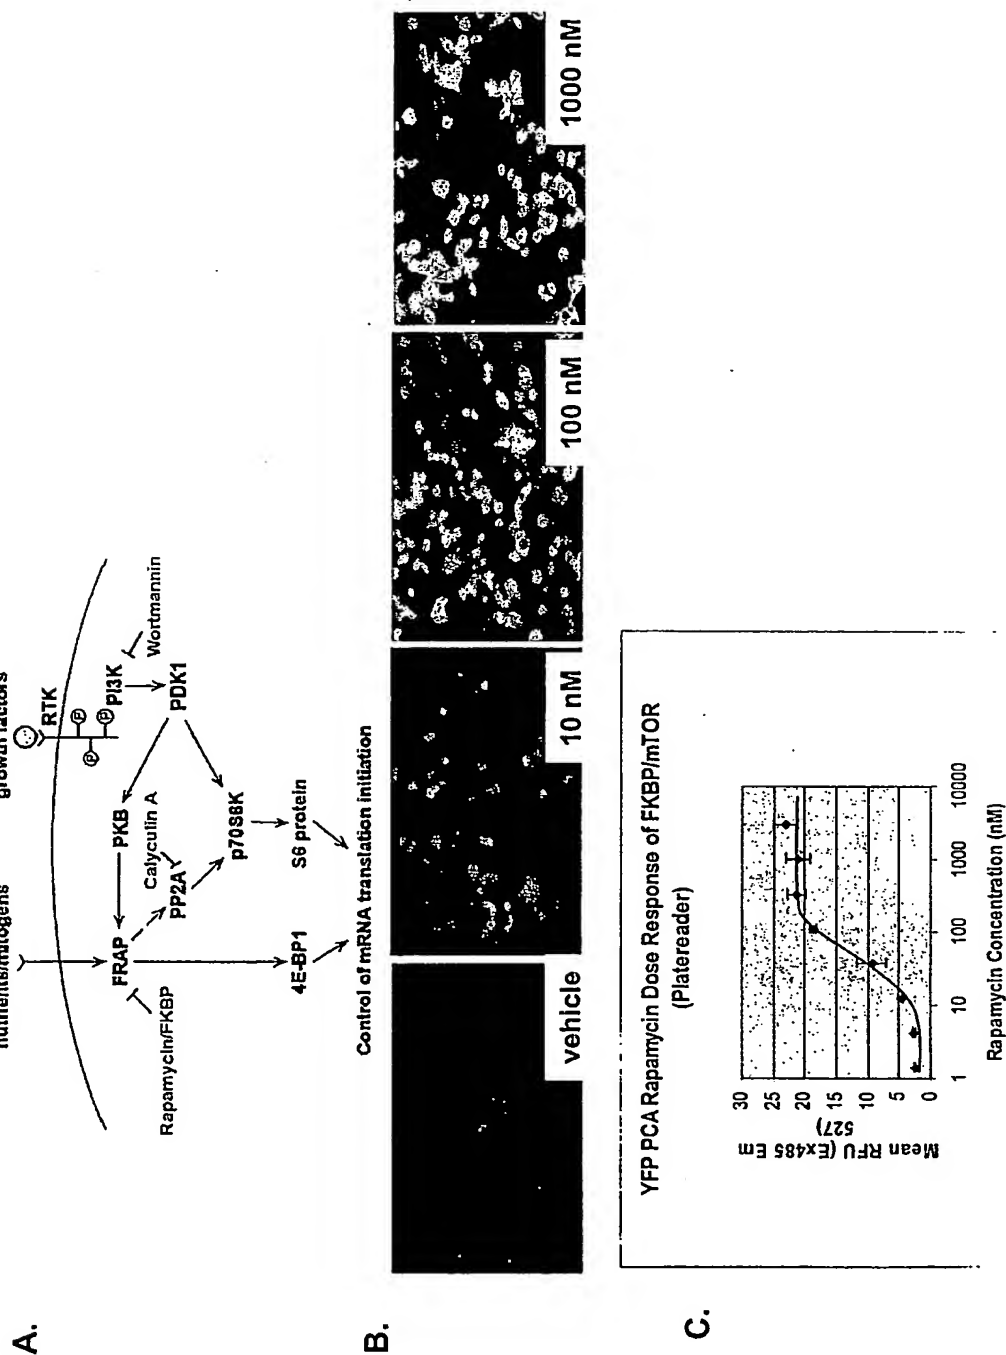 A.
nutrients/mitogens
growth factors
RTK
P
P
P
PI3K
Wortmannin
PDK1
PKB
Calyculin A
FRAP
PP2A
Rapamycin/FKBP
p70S6K
4E-BP1
S6 protein
Control of mRNA translation initiation
B.
vehicle
10 nM
100 nM
1000 nM
C.
YFP PCA Rapamycin Dose Response of FKBP/mTOR
(Platereader)
Mean RFU (Ex485 Em
527)
30
25
20
15
10
5
0
1
10
100
1000
10000
Rapamycin Concentration (nM)